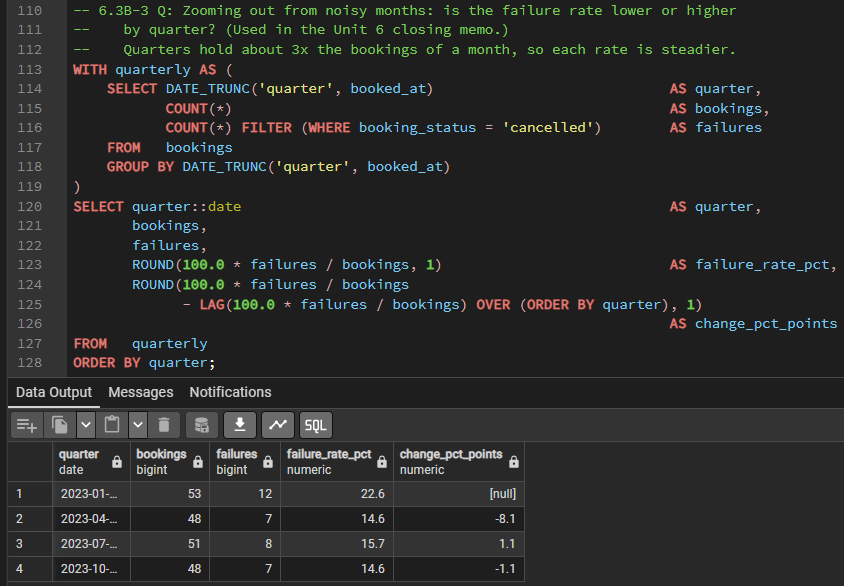 110 -- 6.3B-3 Q: Zooming out from noisy months: is the failure rate lower or higher
111 --    by quarter? (Used in the Unit 6 closing memo.)
112 --    Quarters hold about 3x the bookings of a month, so each rate is steadier.
113 WITH quarterly AS (
114     SELECT DATE_TRUNC('quarter', booked_at) AS quarter,
115            COUNT(*) AS bookings,
116            COUNT(*) FILTER (WHERE booking_status = 'cancelled') AS failures
117     FROM   bookings
118     GROUP BY DATE_TRUNC('quarter', booked_at)
119 )
120 SELECT quarter::date AS quarter,
121        bookings,
122        failures,
123        ROUND(100.0 * failures / bookings, 1) AS failure_rate_pct,
124        ROUND(100.0 * failures / bookings
125              - LAG(100.0 * failures / bookings) OVER (ORDER BY quarter), 1)
126 AS change_pct_points
127 FROM   quarterly
128 ORDER BY quarter;
Data Output Messages Notifications
SQL
quarter bookings failures failure_rate_pct change_pct_points
date bigint bigint numeric numeric
1 2023-01-... 53 12 22.6 [null]
2 2023-04-... 48 7 14.6 -8.1
3 2023-07-... 51 8 15.7 1.1
4 2023-10-... 48 7 14.6 -1.1